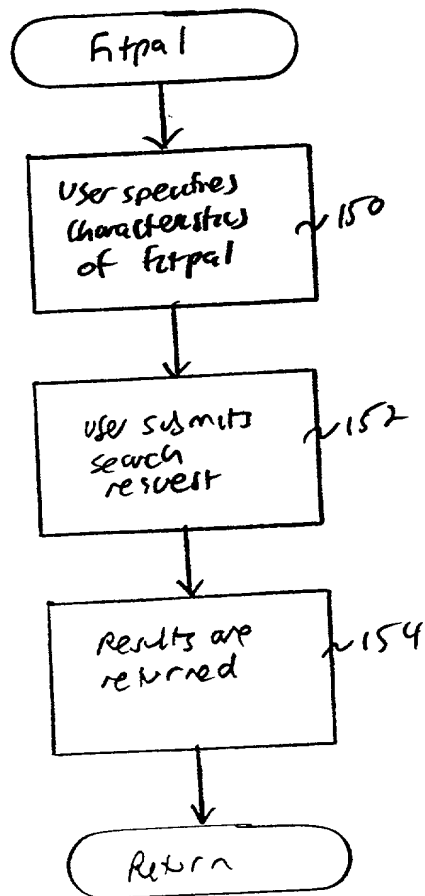 Fitpal
User specifies
characteristics
of fitpal
150
User submits
search
request
152
Results are
returned
154
Return